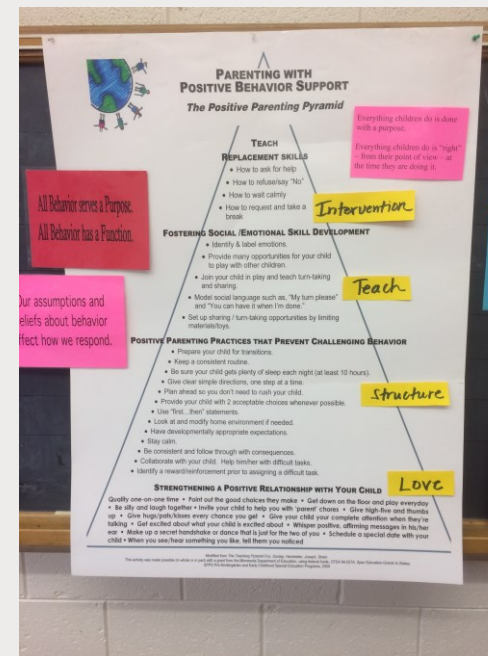 PARENTING WITH
POSITIVE BEHAVIOR SUPPORT
The Positive Parenting Pyramid
Everything children do is done
with a purpose.
Everything children do is "right"
– from their point of view – at
the time they are doing it.
TEACH
REPLACEMENT SKILLS
• How to ask for help
• How to refuse/say "No"
• How to wait calmly
• How to request and take a
break
Intervention
All Behavior serves a Purpose.
All Behavior has a Function.
FOSTERING SOCIAL /EMOTIONAL SKILL DEVELOPMENT
• Identify & label emotions.
• Provide many opportunities for your child
to play with other children.
• Join your child in play and teach turn-taking
and sharing.
• Model social language such as, "My turn please"
and "You can have it when I'm done."
• Set up sharing / turn-taking opportunities by limiting
materials/toys.
Teach
Our assumptions and
eliefs about behavior
ffect how we respond.
POSITIVE PARENTING PRACTICES THAT PREVENT CHALLENGING BEHAVIOR
• Prepare your child for transitions.
• Keep a consistent routine.
• Be sure your child gets plenty of sleep each night (at least 10 hours).
• Give clear simple directions, one step at a time.
• Plan ahead so you don't need to rush your child.
• Provide your child with 2 acceptable choices whenever possible.
• Use "first...then" statements.
• Look at and modify home environment if needed.
• Have developmentally appropriate expectations.
• Stay calm.
• Be consistent and follow through with consequences.
• Collaborate with your child. Help him/her with difficult tasks.
• Identify a reward/reinforcement prior to assigning a difficult task.
Structure
STRENGTHENING A POSITIVE RELATIONSHIP WITH YOUR CHILD
Love
Quality one-on-one time • Point out the good choices they make • Get down on the floor and play everyday
• Be silly and laugh together • Invite your child to help you with 'parent' chores • Give high-five and thumbs
up • Give hugs/pats/kisses every chance you get • Give your child your complete attention when they're
talking • Get excited about what your child is excited about • Whisper positive, affirming messages in his/her
ear • Make up a secret handshake or dance that is just for the two of you • Schedule a special date with your
child • When you see/hear something you like, tell them you noticed